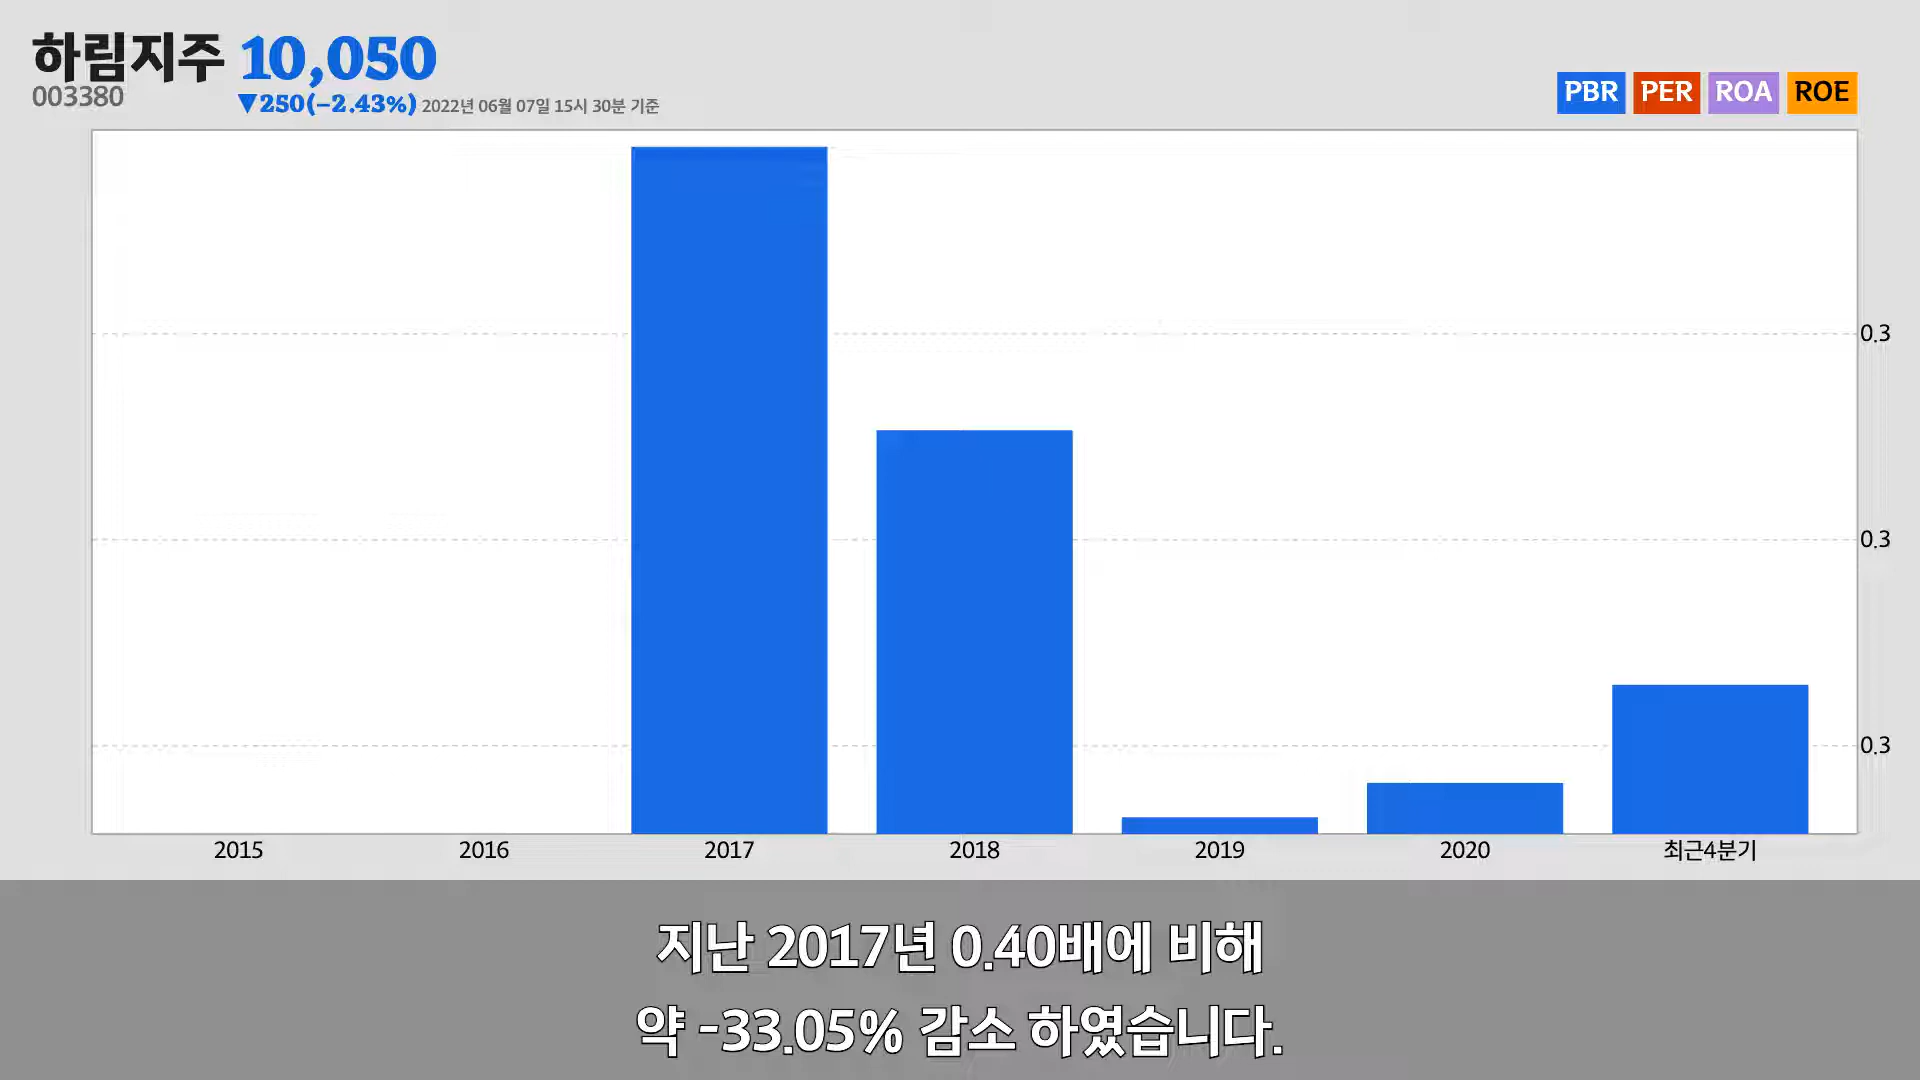 하림지주 10,050
003380
▼250(-2.43%) 2022년 06월 07일 15시 30분 기준
PBR PER ROA ROE
0.3
0.3
0.3
2015 2016 2017 2018 2019 2020 최근4분기
지난 2017년 0.40배에 비해
약 -33.05% 감소 하였습니다.